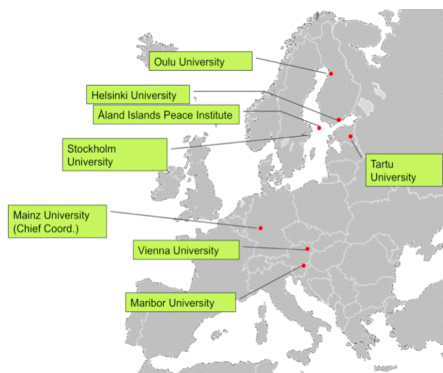 Oulu University
Helsinki University
Åland Islands Peace Institute
Stockholm
University
Tartu
University
Mainz University
(Chief Coord.)
Vienna University
Maribor University